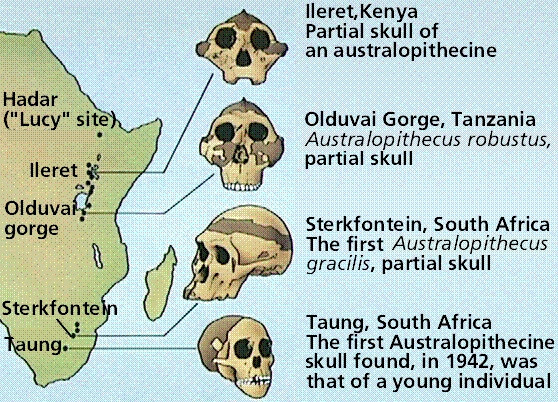 Ileret,Kenya
Partial skull of
an australopithecine
Hadar
("Lucy" site)
Olduvai Gorge, Tanzania
Australopithecus robustus,
partial skull
Ileret
Olduvai
gorge
Sterkfontein, South Africa
The first Australopithecus
gracilis, partial skull
Sterkfontein
Taung
Taung, South Africa
The first Australopithecine
skull found, in 1942, was
that of a young individual